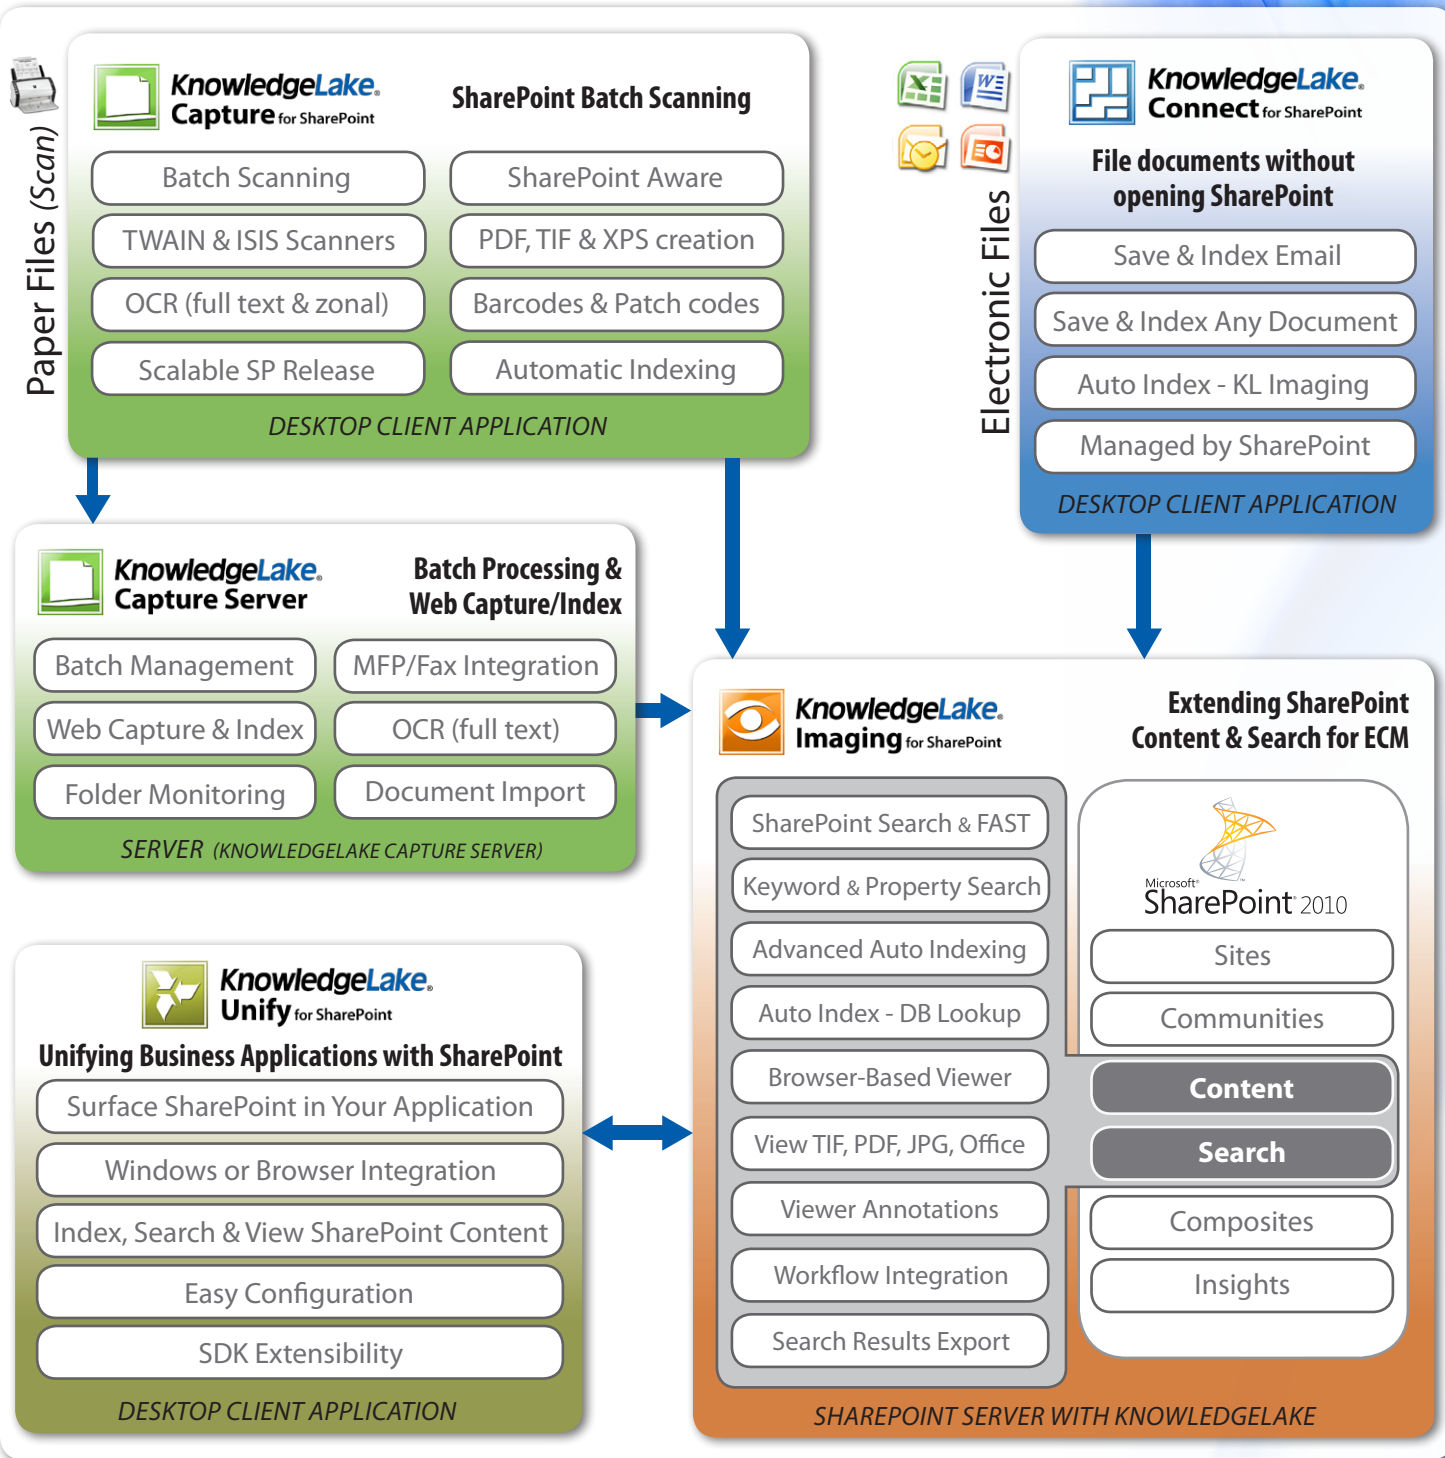 Paper Files (Scan)
KnowledgeLake®
Capture for SharePoint
SharePoint Batch Scanning
Batch Scanning
SharePoint Aware
TWAIN & ISIS Scanners
PDF, TIF & XPS creation
OCR (full text & zonal)
Barcodes & Patch codes
Scalable SP Release
Automatic Indexing
DESKTOP CLIENT APPLICATION
Electronic Files
KnowledgeLake®
Connect for SharePoint
File documents without
opening SharePoint
Save & Index Email
Save & Index Any Document
Auto Index - KL Imaging
Managed by SharePoint
DESKTOP CLIENT APPLICATION
KnowledgeLake®
Capture Server
Batch Processing &
Web Capture/Index
Batch Management
MFP/Fax Integration
Web Capture & Index
OCR (full text)
Folder Monitoring
Document Import
SERVER (KNOWLEDGELAKE CAPTURE SERVER)
KnowledgeLake®
Imaging for SharePoint
Extending SharePoint
Content & Search for ECM
SharePoint Search & FAST
Keyword & Property Search
Advanced Auto Indexing
Auto Index - DB Lookup
Browser-Based Viewer
View TIF, PDF, JPG, Office
Viewer Annotations
Workflow Integration
Search Results Export
Microsoft®
SharePoint® 2010
Sites
Communities
Content
Search
Composites
Insights
SHAREPOINT SERVER WITH KNOWLEDGELAKE
KnowledgeLake®
Unify for SharePoint
Unifying Business Applications with SharePoint
Surface SharePoint in Your Application
Windows or Browser Integration
Index, Search & View SharePoint Content
Easy Configuration
SDK Extensibility
DESKTOP CLIENT APPLICATION